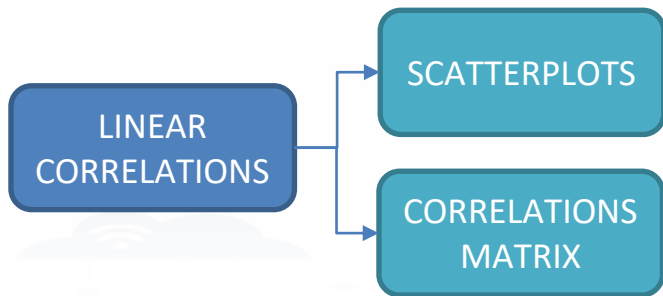 LINEAR
CORRELATIONS
SCATTERPLOTS
CORRELATIONS
MATRIX